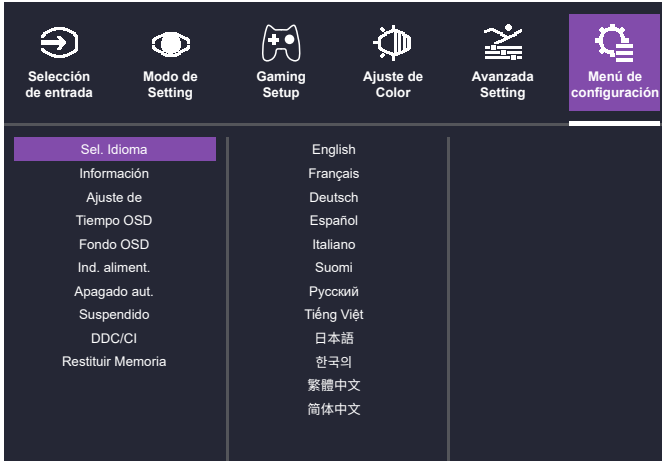 Selección
de entrada
Modo de
Setting
Gaming
Setup
Ajuste de
Color
Avanzada
Setting
Menú de
configuración
Sel. Idioma
Información
Ajuste de
Tiempo OSD
Fondo OSD
Ind. aliment.
Apagado aut.
Suspendido
DDC/CI
Restituir Memoria
English
Français
Deutsch
Español
Italiano
Suomi
Русский
Tiếng Việt
日本語
한국의
繁體中文
简体中文